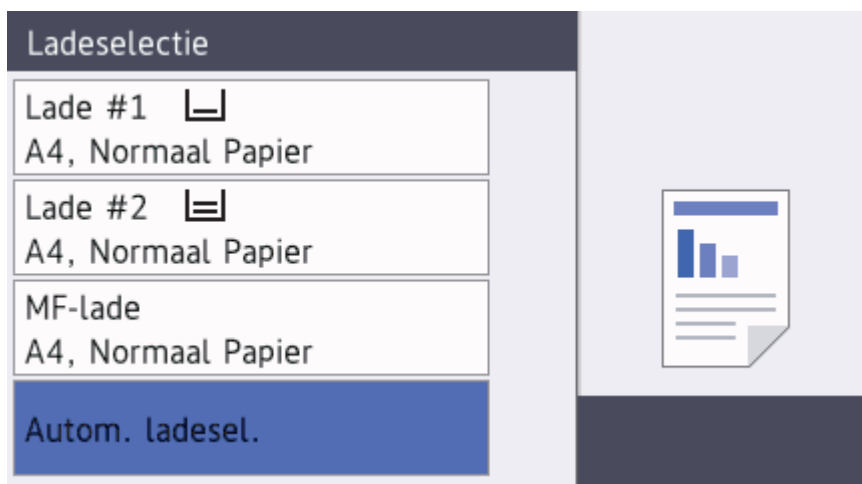 Ladeselectie
Lade #1
A4, Normaal Papier
Lade #2
A4, Normaal Papier
MF-lade
A4, Normaal Papier
Autom. ladesel.